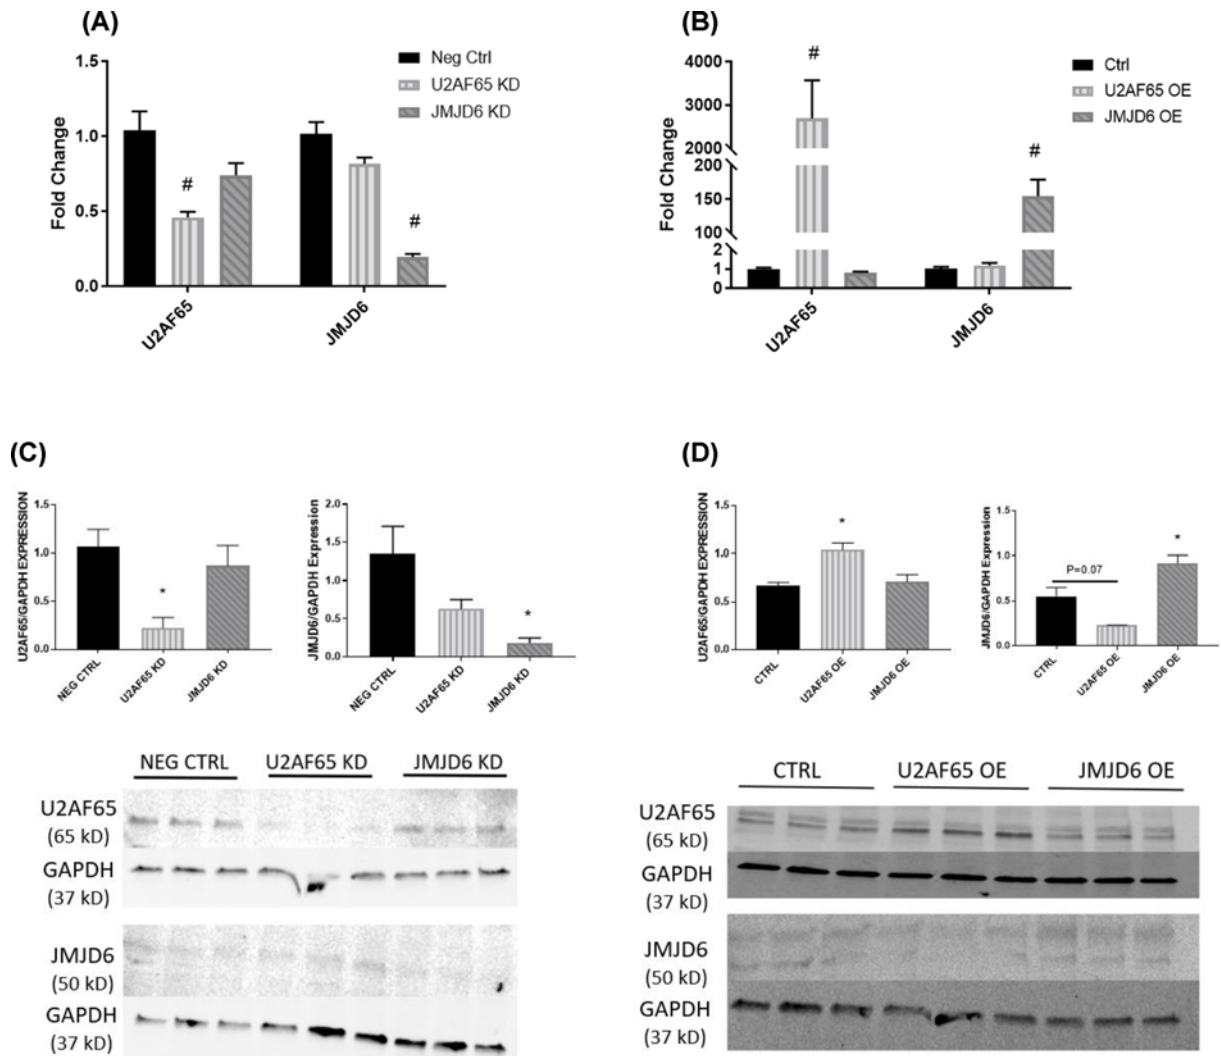 (A)
Fold Change
1.5
1.0
0.5
0.0
#
#
U2AF65
JMJD6
Neg Ctrl
U2AF65 KD
JMJD6 KD
(B)
Fold Change
4000
3000
2000
200
150
100
2
1
0
#
#
U2AF65
JMJD6
Ctrl
U2AF65 OE
JMJD6 OE
(C)
U2AF65/GAPDH EXPRESSION
1.5
1.0
0.5
0.0
*
NEG CTRL
U2AF65 KD
JMJD6 KD
JMJD6/GAPDH Expression
2.0
1.5
1.0
0.5
0.0
*
NEG CTRL
U2AF65 KD
JMJD6 KD
NEG CTRL U2AF65 KD JMJD6 KD
U2AF65
(65 kD)
GAPDH
(37 kD)
JMJD6
(50 kD)
GAPDH
(37 kD)
(D)
U2AF65/GAPDH EXPRESSION
1.5
1.0
0.5
0.0
*
CTRL
U2AF65 OE
JMJD6 OE
JMJD6/GAPDH Expression
1.5
1.0
0.5
0.0
P=0.07
*
CTRL
U2AF65 OE
JMJD6 OE
CTRL U2AF65 OE JMJD6 OE
U2AF65
(65 kD)
GAPDH
(37 kD)
JMJD6
(50 kD)
GAPDH
(37 kD)